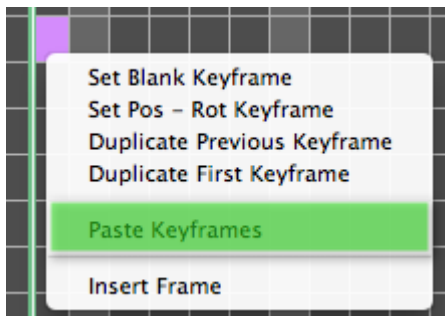 Set Blank Keyframe
Set Pos - Rot Keyframe
Duplicate Previous Keyframe
Duplicate First Keyframe
Paste Keyframes
Insert Frame